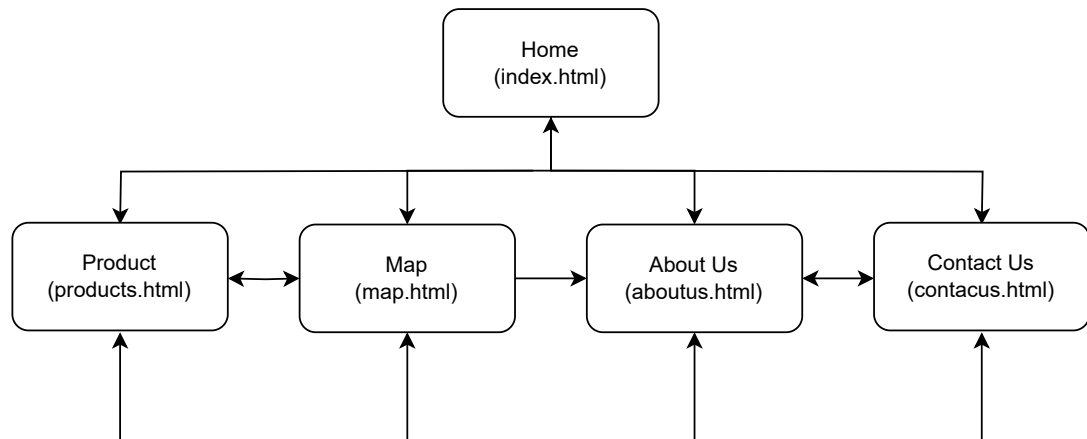 Home
(index.html)
Product
(products.html)
Map
(map.html)
About Us
(aboutus.html)
Contact Us
(contacus.html)